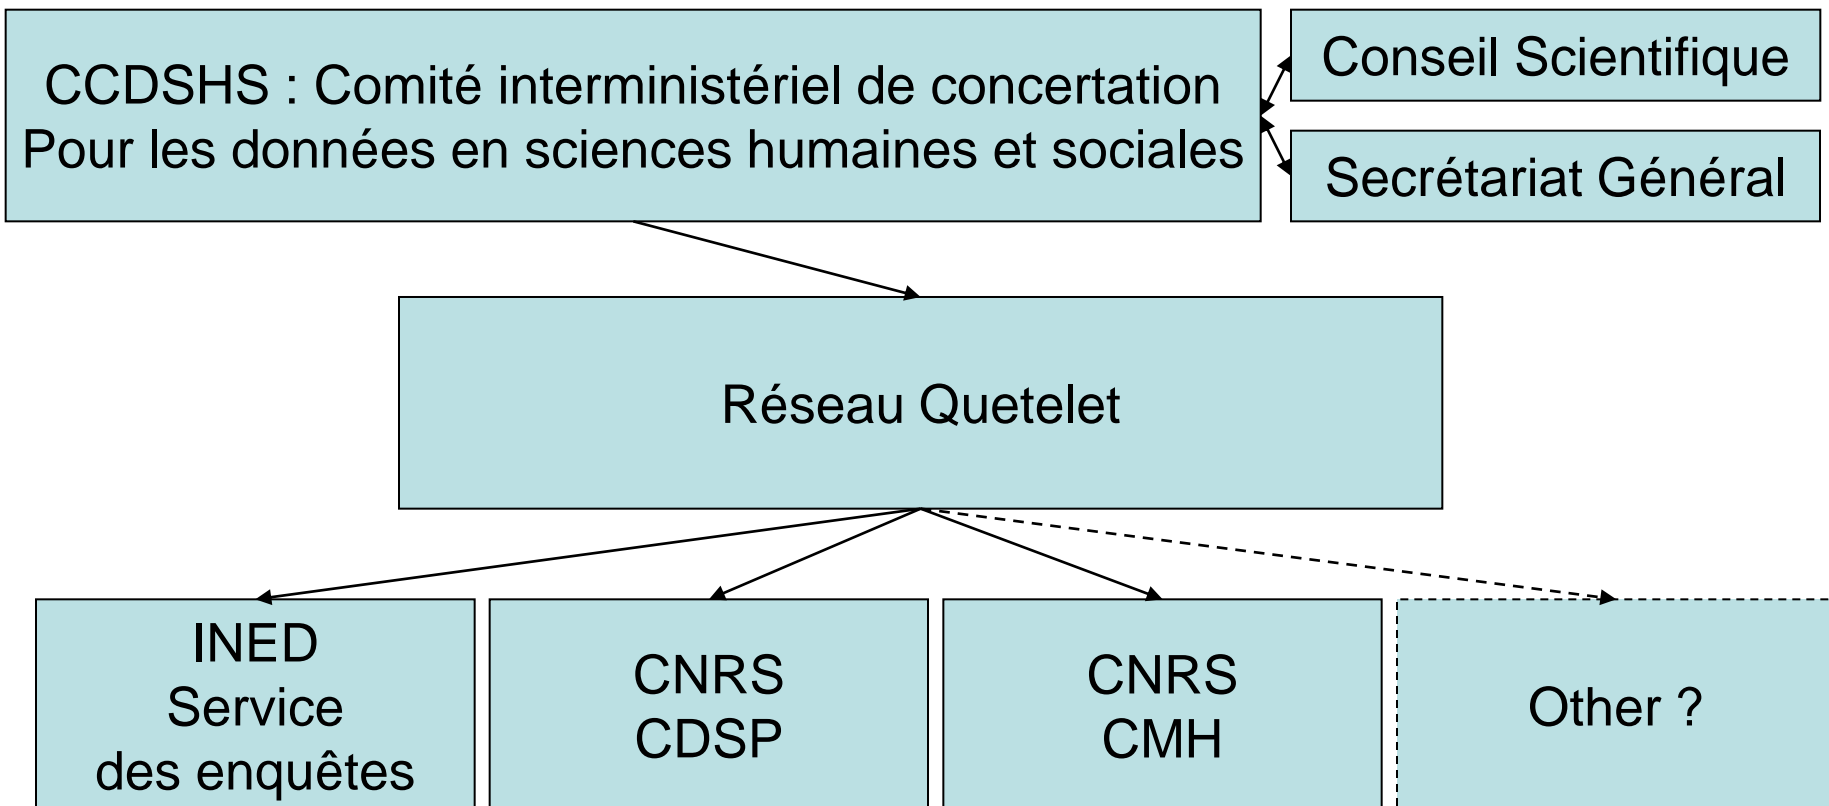 CCDSHS : Comité interministériel de concertation
Pour les données en sciences humaines et sociales
Conseil Scientifique
Secrétariat Général
Réseau Quetelet
INED
Service
des enquêtes
CNRS
CDSP
CNRS
CMH
Other ?